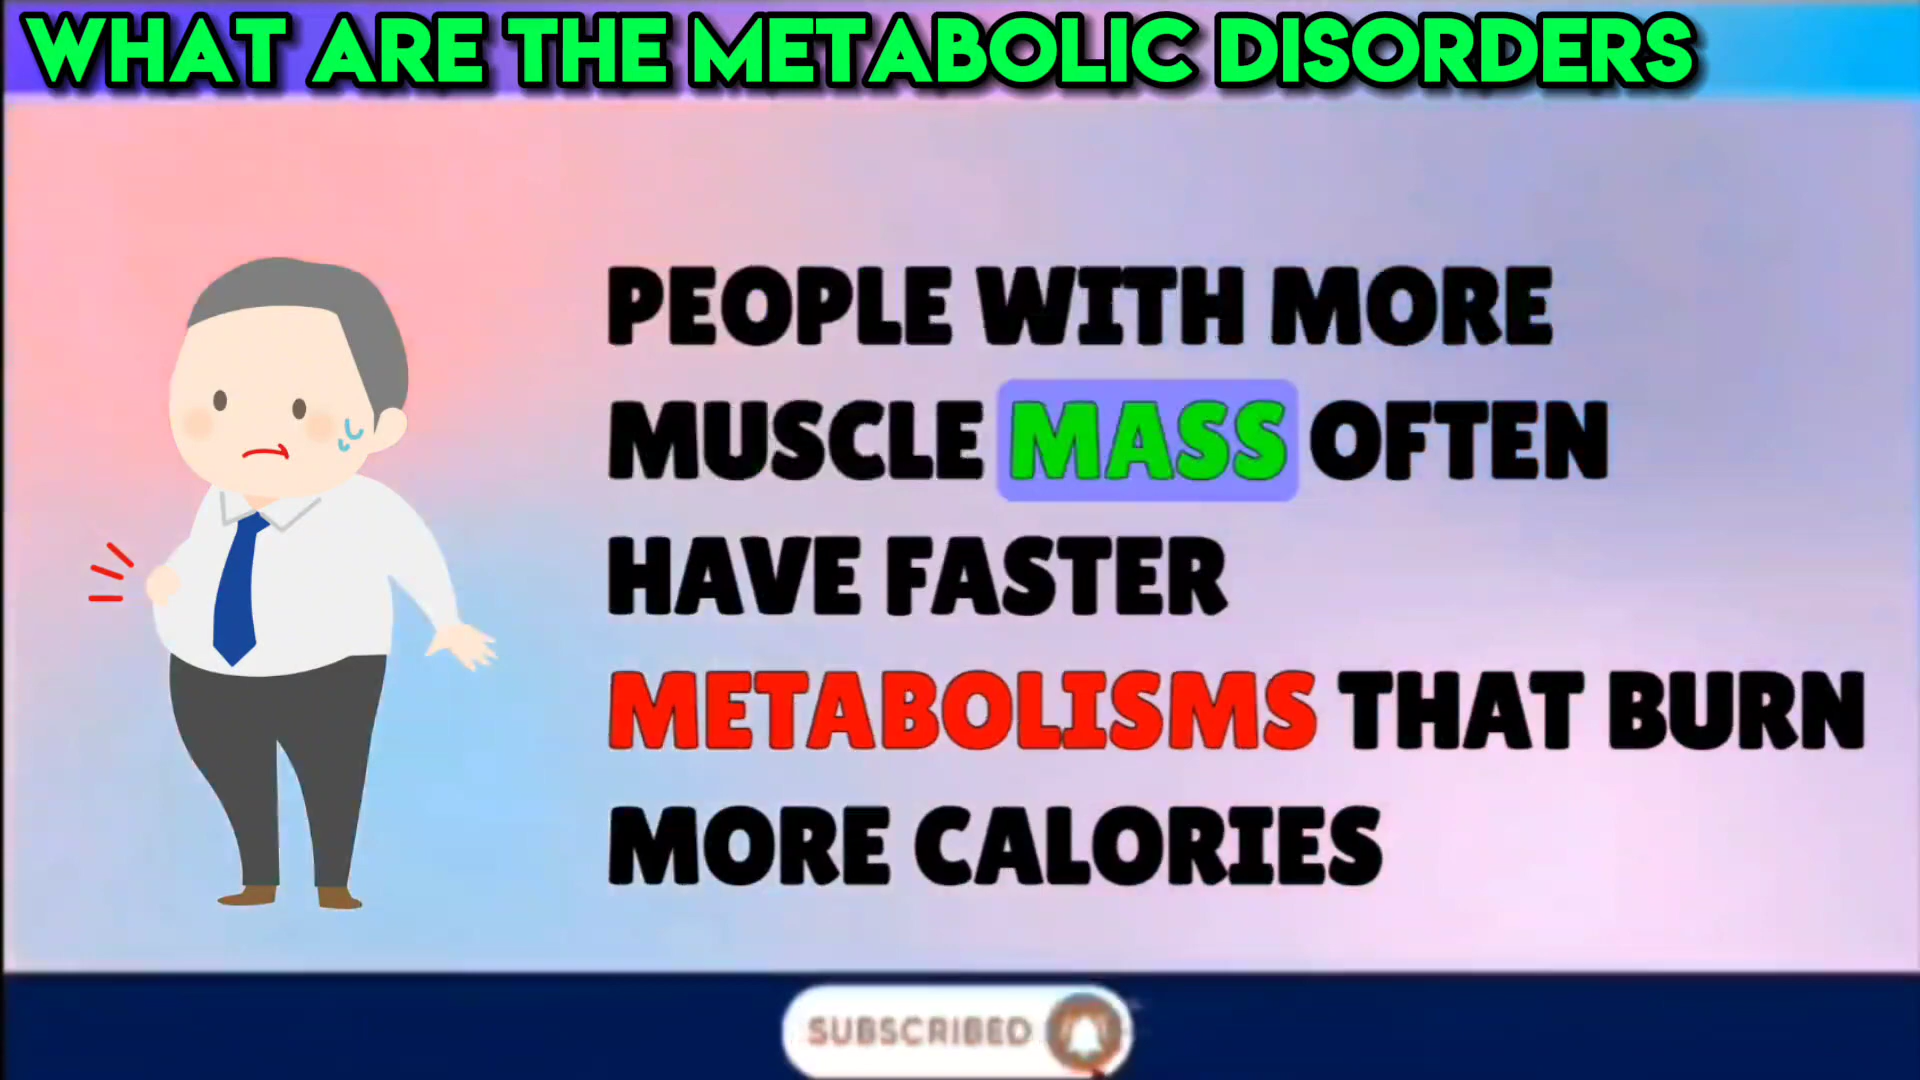 WHAT ARE THE METABOLIC DISORDERS
PEOPLE WITH MORE
MUSCLE MASS OFTEN
HAVE FASTER
METABOLISMS THAT BURN
MORE CALORIES
SUBSCRIBED